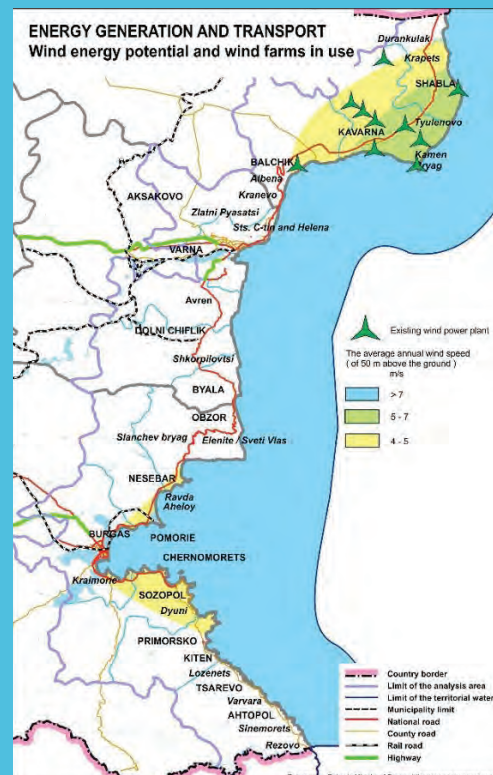 ENERGY GENERATION AND TRANSPORT
Wind energy potential and wind farms in use
Durankulak
Krapets
SHABLA
Tyulenovo
KAVARNA
Kamen
Bryag
BALCHIK
Albena
Kranevo
AKSAKOVO
Zlatni Pyasatsi
Sts. C-tin and Helena
VARNA
Avren
DOLNI CHIFLIK
Shkorpilovtsi
BYALA
OBZOR
Slanchev bryag
Elenite / Sveti Vlas
NESEBAR
Ravda
Aheloy
BURGAS
POMORIE
CHERNOMORETS
Kraimorie
SOZOPOL
Dyuni
PRIMORSKO
KITEN
Lozenets
TSAREVO
Varvara
AHTOPOL
Sinemorets
Rezovo
Existing wind power plant
The average annual wind speed
( of 50 m above the ground )
m/s
> 7
5 - 7
4 - 5
Country border
Limit of the analysis area
Limit of the territorial water
Municipality limit
National road
County road
Rail road
Highway